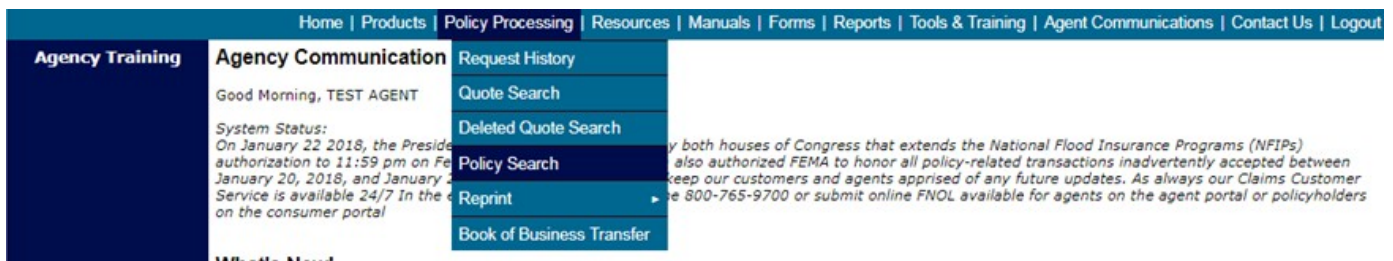 Home | Products | Policy Processing | Resources | Manuals | Forms | Reports | Tools & Training | Agent Communications | Contact Us | Logout
Agency Training
Agency Communication
Good Morning, TEST AGENT
System Status:
On January 22 2018, the Preside y both houses of Congress that extends the National Flood Insurance Programs (NFIPs)
authorization to 11:59 pm on Fe also authorized FEMA to honor all policy-related transactions inadvertently accepted between
January 20, 2018, and January keep our customers and agents apprised of any future updates. As always our Claims Customer
Service is available 24/7 In the e 800-765-9700 or submit online FNOL available for agents on the agent portal or policyholders
on the consumer portal
Request History
Quote Search
Deleted Quote Search
Policy Search
Reprint
Book of Business Transfer